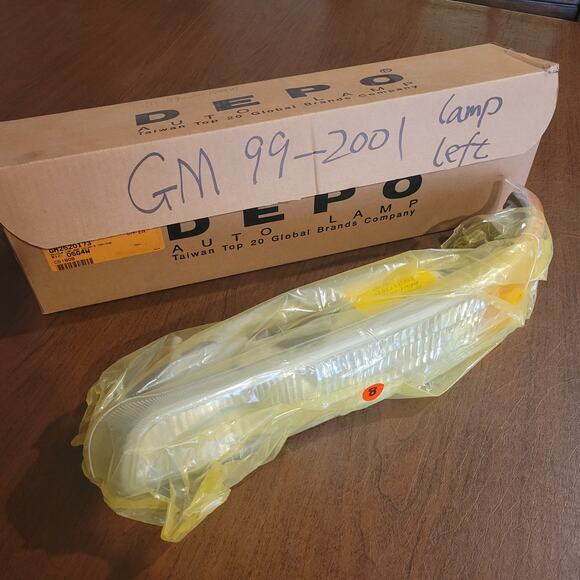 DEPO®
AUTO LAMP
Taiwan Top 20 Global Brands Company
GM 99-2001 lamp
left
DEPO
AUTO LAMP
Taiwan Top 20 Global Brands Company
GM2520173
8